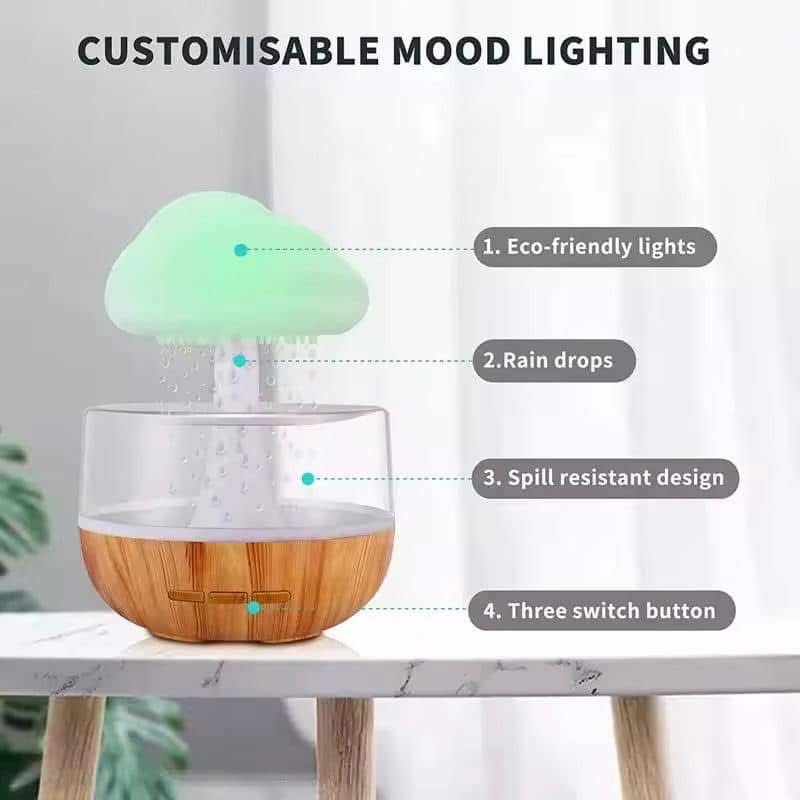 CUSTOMISABLE MOOD LIGHTING
1. Eco-friendly lights
2.Rain drops
3. Spill resistant design
4. Three switch button